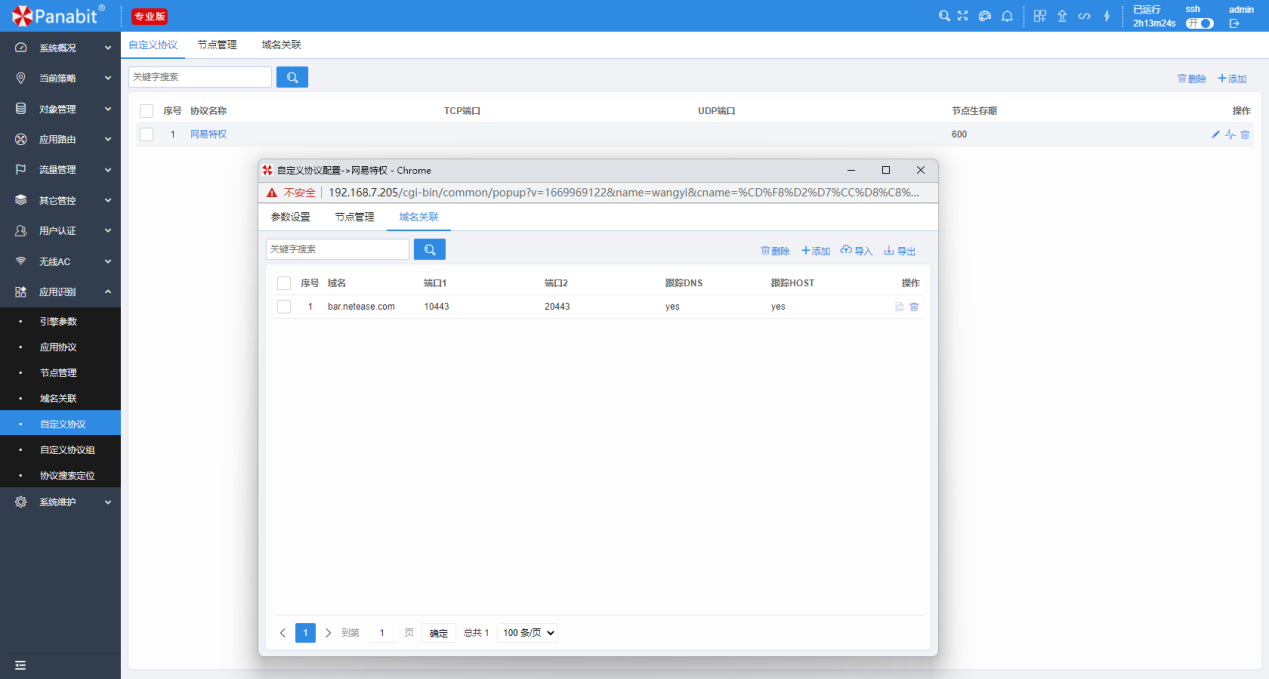 Panabit®
专业版
已运行
2h13m24s
ssh
开
admin
系统概况
当前策略
对象管理
应用路由
流量管理
其它管控
用户认证
无线AC
应用识别
引擎参数
应用协议
节点管理
域名关联
自定义协议
自定义协议组
协议搜索定位
系统维护
自定义协议 节点管理 域名关联
关键字搜索
删除 添加
序号 协议名称 TCP端口 UDP端口 节点生存期 操作
1 网易特权 600
自定义协议配置->网易特权 - Chrome
不安全 192.168.7.205/cgi-bin/common/popup?v=1669969122&name=wangyi&cname=%CD%F8%D2%D7%CC%D8%C8%...
参数设置 节点管理 域名关联
关键字搜索
删除 添加 导入 导出
序号 域名 端口1 端口2 跟踪DNS 跟踪HOST 操作
1 bar.netease.com 10443 20443 yes yes
1 到第 1 页 确定 总共 1 100 条/页